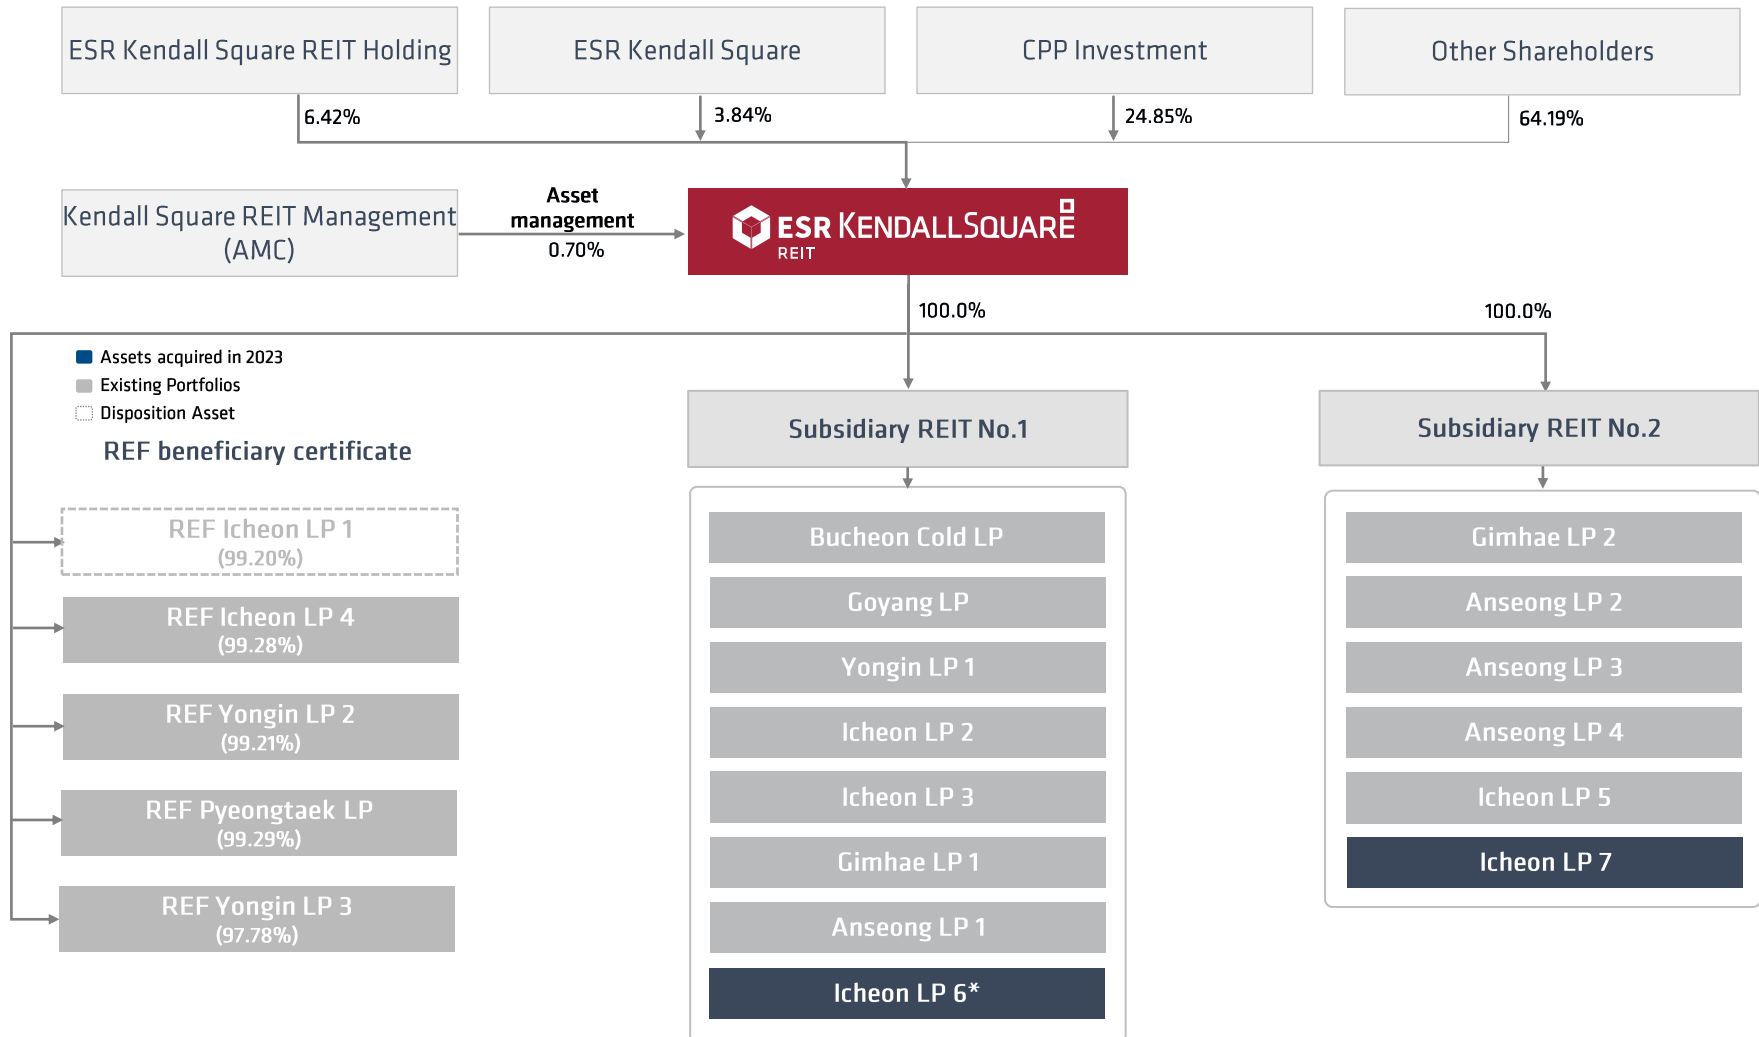 ESR Kendall Square REIT Holding
ESR Kendall Square
CPP Investment
Other Shareholders
6.42%
3.84%
24.85%
64.19%
Kendall Square REIT Management
(AMC)
Asset
management
0.70%
ESR KENDALLSQUARE
REIT
100.0%
100.0%
Assets acquired in 2023
Existing Portfolios
Disposition Asset
REF beneficiary certificate
REF Icheon LP 1
(99.20%)
REF Icheon LP 4
(99.28%)
REF Yongin LP 2
(99.21%)
REF Pyeongtaek LP
(99.29%)
REF Yongin LP 3
(97.78%)
Subsidiary REIT No.1
Bucheon Cold LP
Goyang LP
Yongin LP 1
Icheon LP 2
Icheon LP 3
Gimhae LP 1
Anseong LP 1
Icheon LP 6*
Subsidiary REIT No.2
Gimhae LP 2
Anseong LP 2
Anseong LP 3
Anseong LP 4
Icheon LP 5
Icheon LP 7